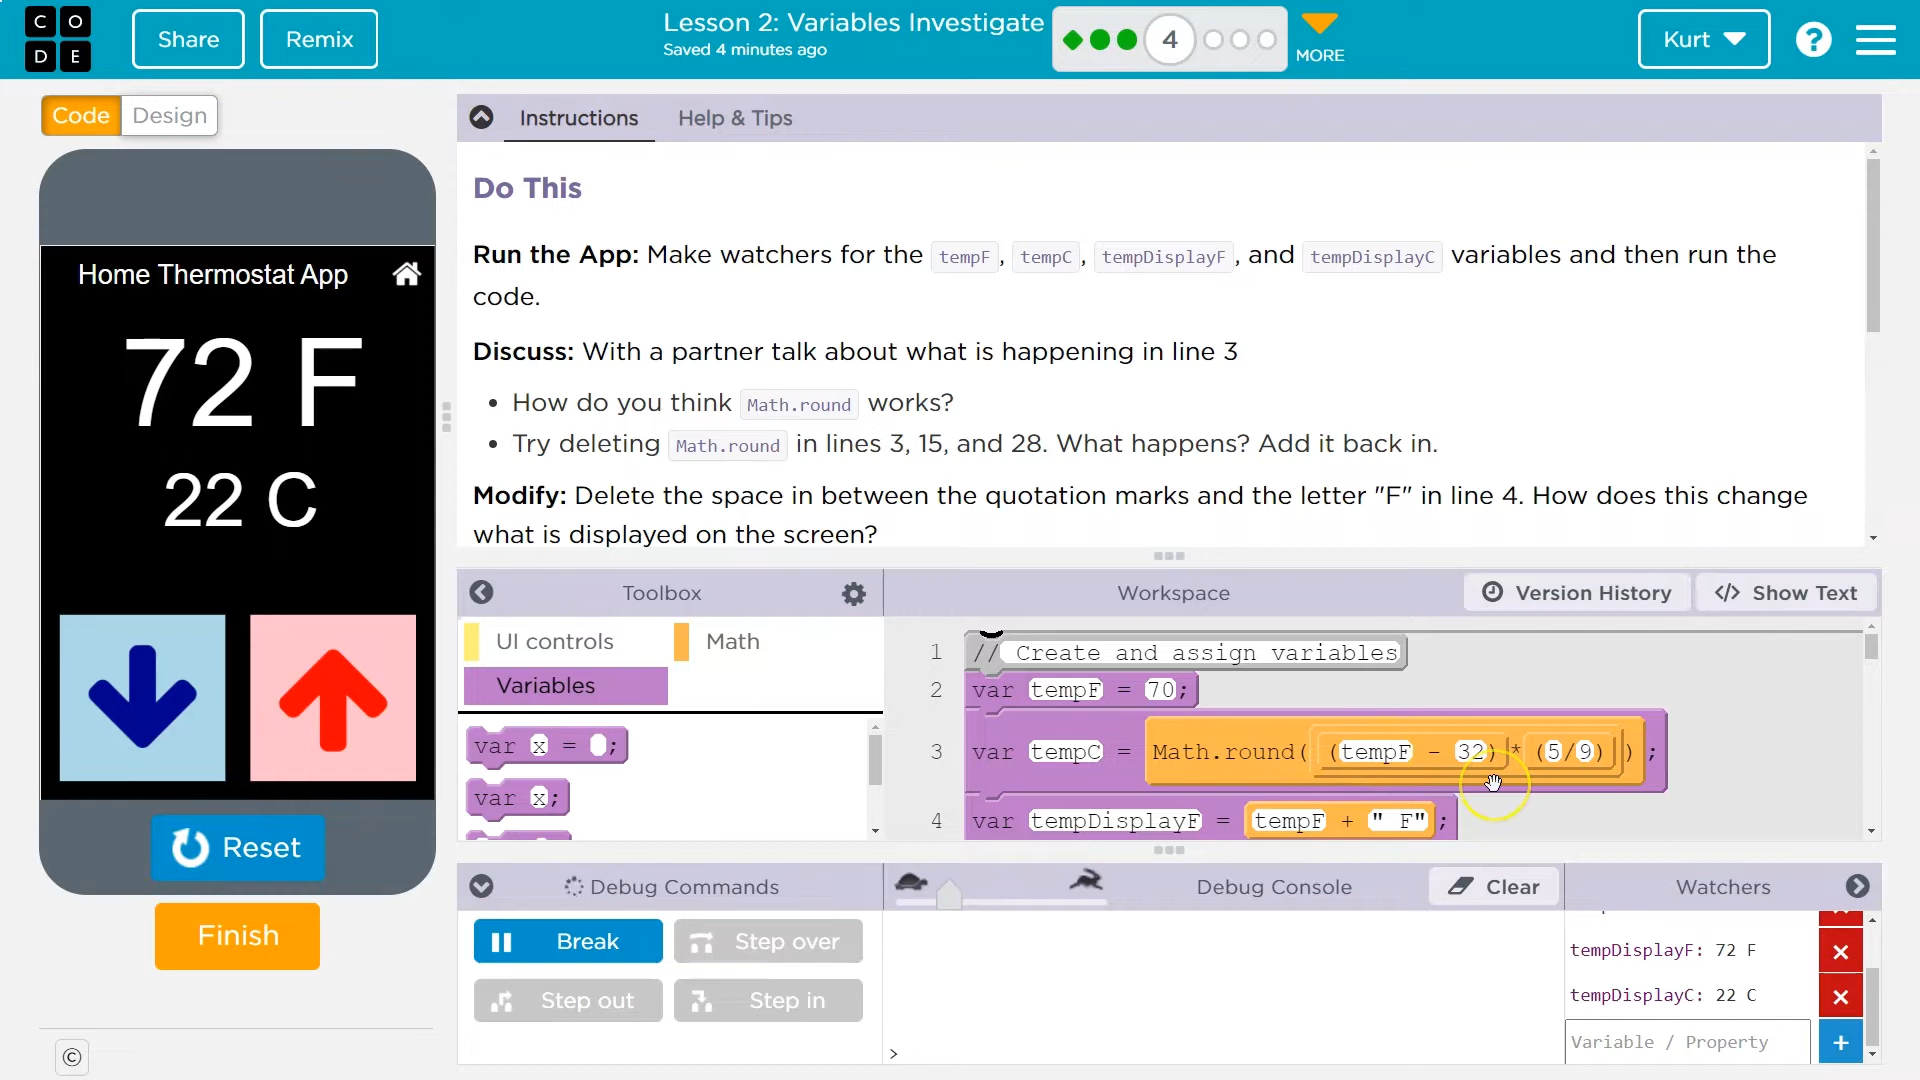 CO
DE
Share
Remix
Lesson 2: Variables Investigate
Saved 4 minutes ago
4
MORE
Kurt
?
Code
Design
Instructions
Help & Tips
Home Thermostat App
72 F
22 C
Reset
Finish
©
Do This
Run the App: Make watchers for the tempF, tempC, tempDisplayF, and tempDisplayC variables and then run the
code.
Discuss: With a partner talk about what is happening in line 3
• How do you think Math.round works?
• Try deleting Math.round in lines 3, 15, and 28. What happens? Add it back in.
Modify: Delete the space in between the quotation marks and the letter "F" in line 4. How does this change
what is displayed on the screen?
Toolbox
Workspace
Version History
</> Show Text
UI controls
Math
Variables
var x = ;
var x;
1 // Create and assign variables
2 var tempF = 70;
3 var tempC = Math.round( (tempF - 32) * (5/9) ) ;
4 var tempDisplayF = tempF + " F" ;
Debug Commands
Debug Console
Clear
Watchers
Break
Step over
Step out
Step in
>
tempDisplayF: 72 F
tempDisplayC: 22 C
Variable / Property
+